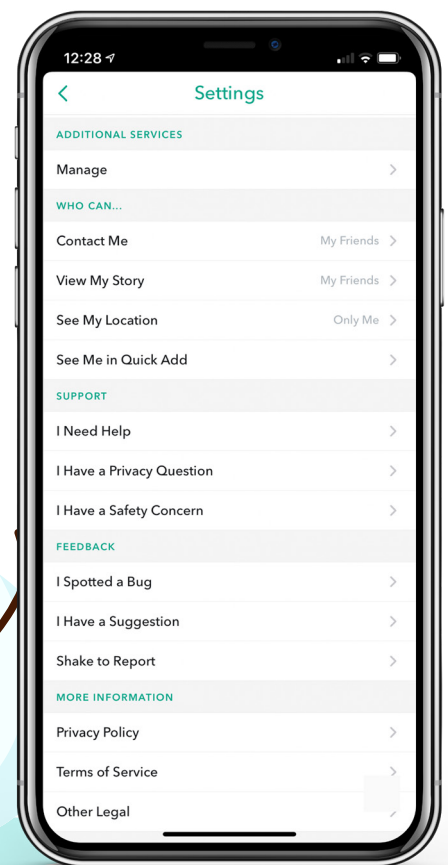 12:28
Settings
ADDITIONAL SERVICES
Manage
WHO CAN...
Contact Me My Friends
View My Story My Friends
See My Location Only Me
See Me in Quick Add
SUPPORT
I Need Help
I Have a Privacy Question
I Have a Safety Concern
FEEDBACK
I Spotted a Bug
I Have a Suggestion
Shake to Report
MORE INFORMATION
Privacy Policy
Terms of Service
Other Legal